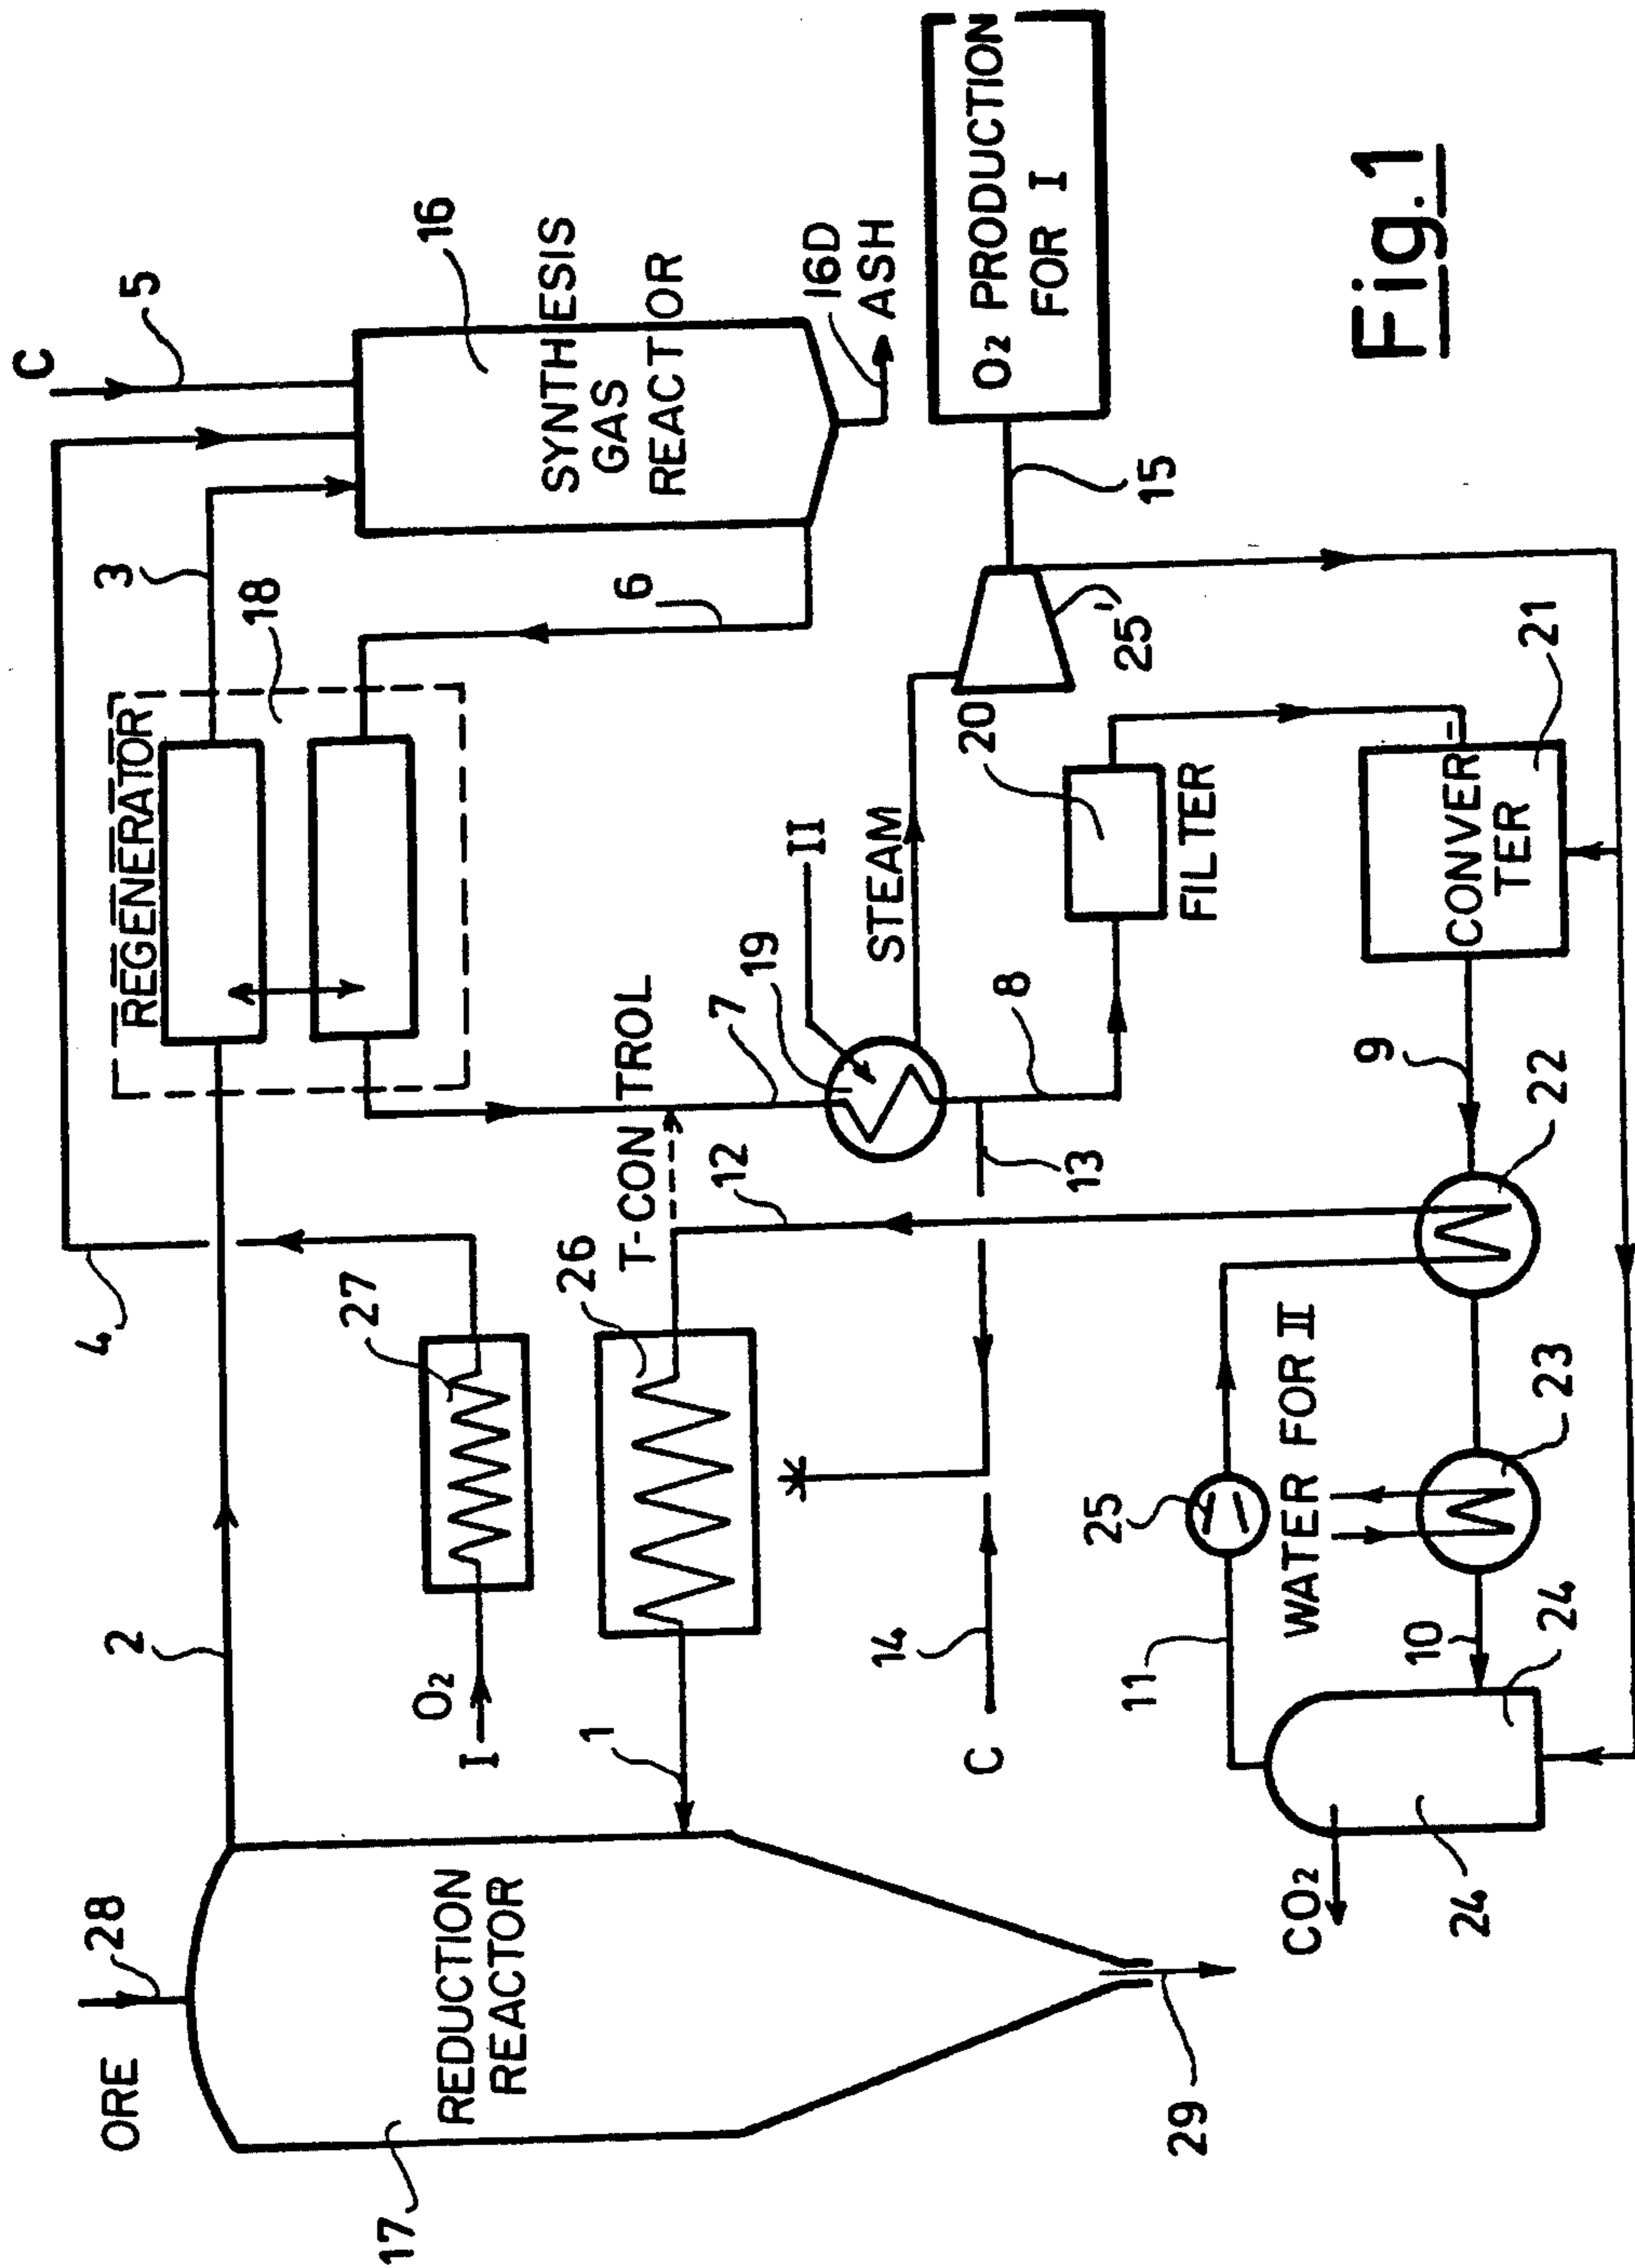 ORE
28
2
4
3
C
5
REGENERATOR
18
16
SYNTHESIS
GAS
REACTOR
6
16D
ASH
17
REDUCTION
REACTOR
O₂
I
27
1
26
T-CONTROL
12
7
19
II
STEAM
20
FILTER
25
15
O₂ PRODUCTION
FOR I
C
14
13
8
29
CO₂
24
24
11
25
WATER FOR II
10
23
22
9
CONVER=
TER
21
Fig.1